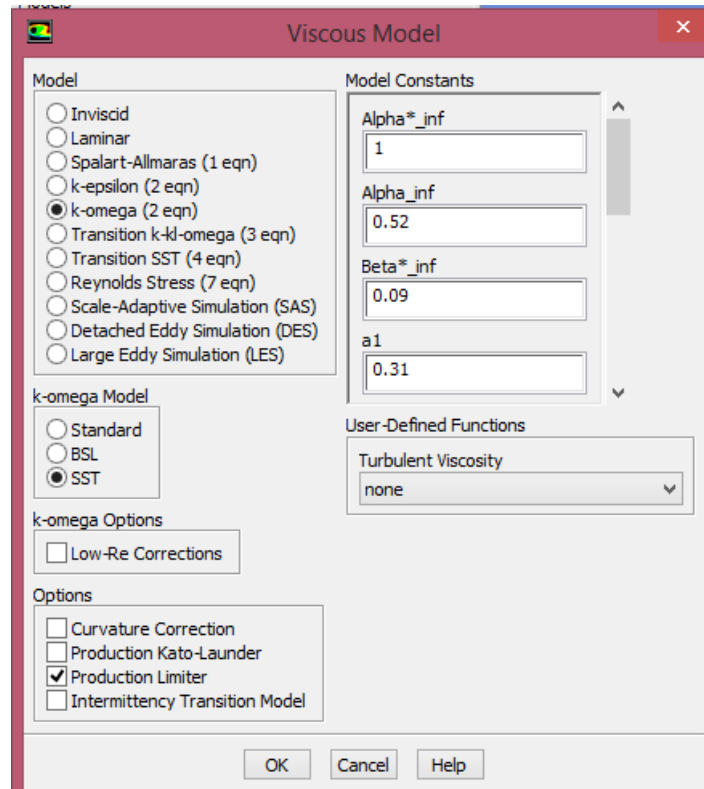 Viscous Model
Model
Inviscid
Laminar
Spalart-Allmaras (1 eqn)
k-epsilon (2 eqn)
k-omega (2 eqn)
Transition k-kl-omega (3 eqn)
Transition SST (4 eqn)
Reynolds Stress (7 eqn)
Scale-Adaptive Simulation (SAS)
Detached Eddy Simulation (DES)
Large Eddy Simulation (LES)
k-omega Model
Standard
BSL
SST
k-omega Options
Low-Re Corrections
Options
Curvature Correction
Production Kato-Launder
Production Limiter
Intermittency Transition Model
Model Constants
Alpha*_inf
1
Alpha_inf
0.52
Beta*_inf
0.09
a1
0.31
User-Defined Functions
Turbulent Viscosity
none
OK
Cancel
Help